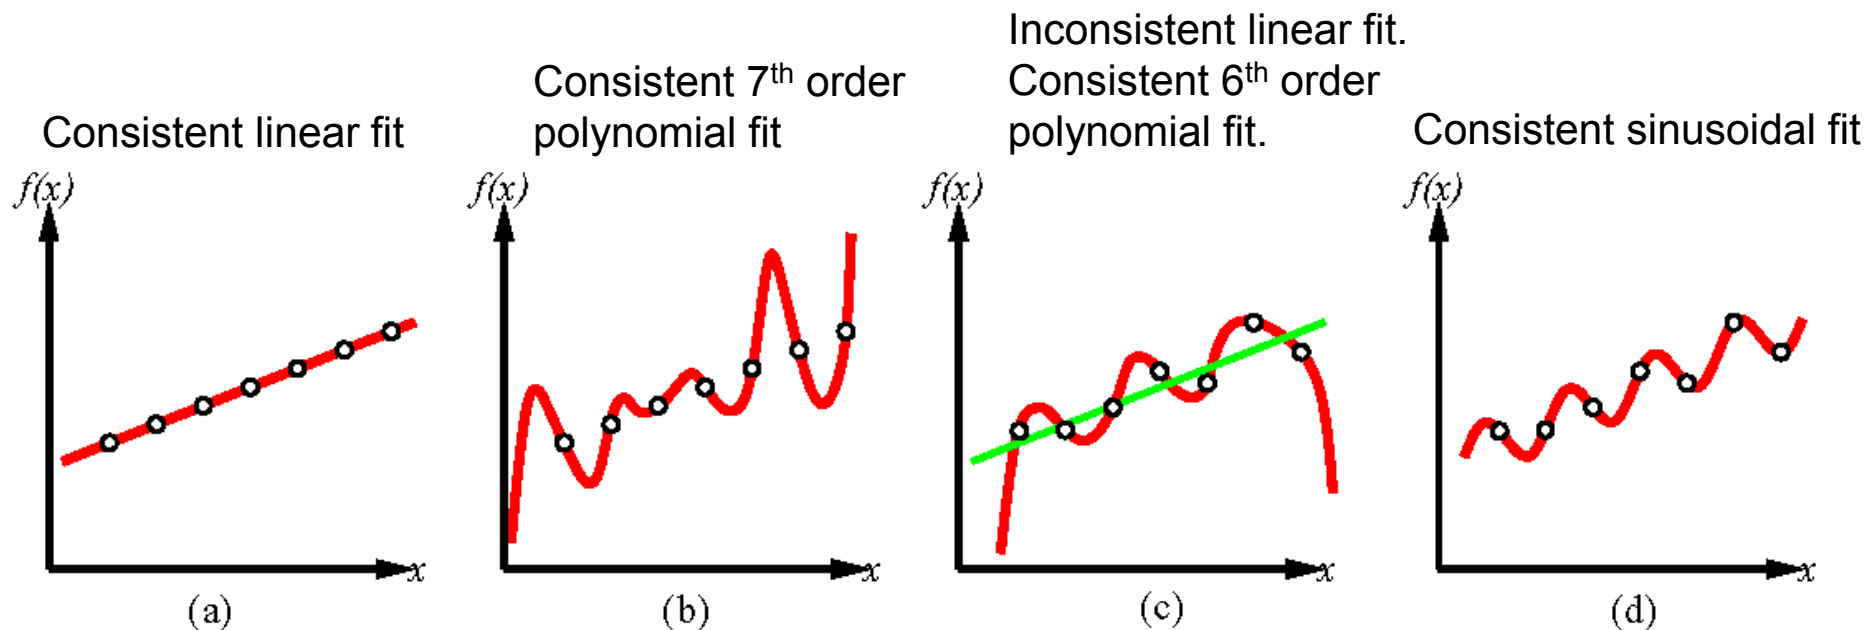 Consistent linear fit
f(x)
x
(a)
Consistent 7th order
polynomial fit
f(x)
x
(b)
Inconsistent linear fit.
Consistent 6th order
polynomial fit.
f(x)
x
(c)
Consistent sinusoidal fit
f(x)
x
(d)